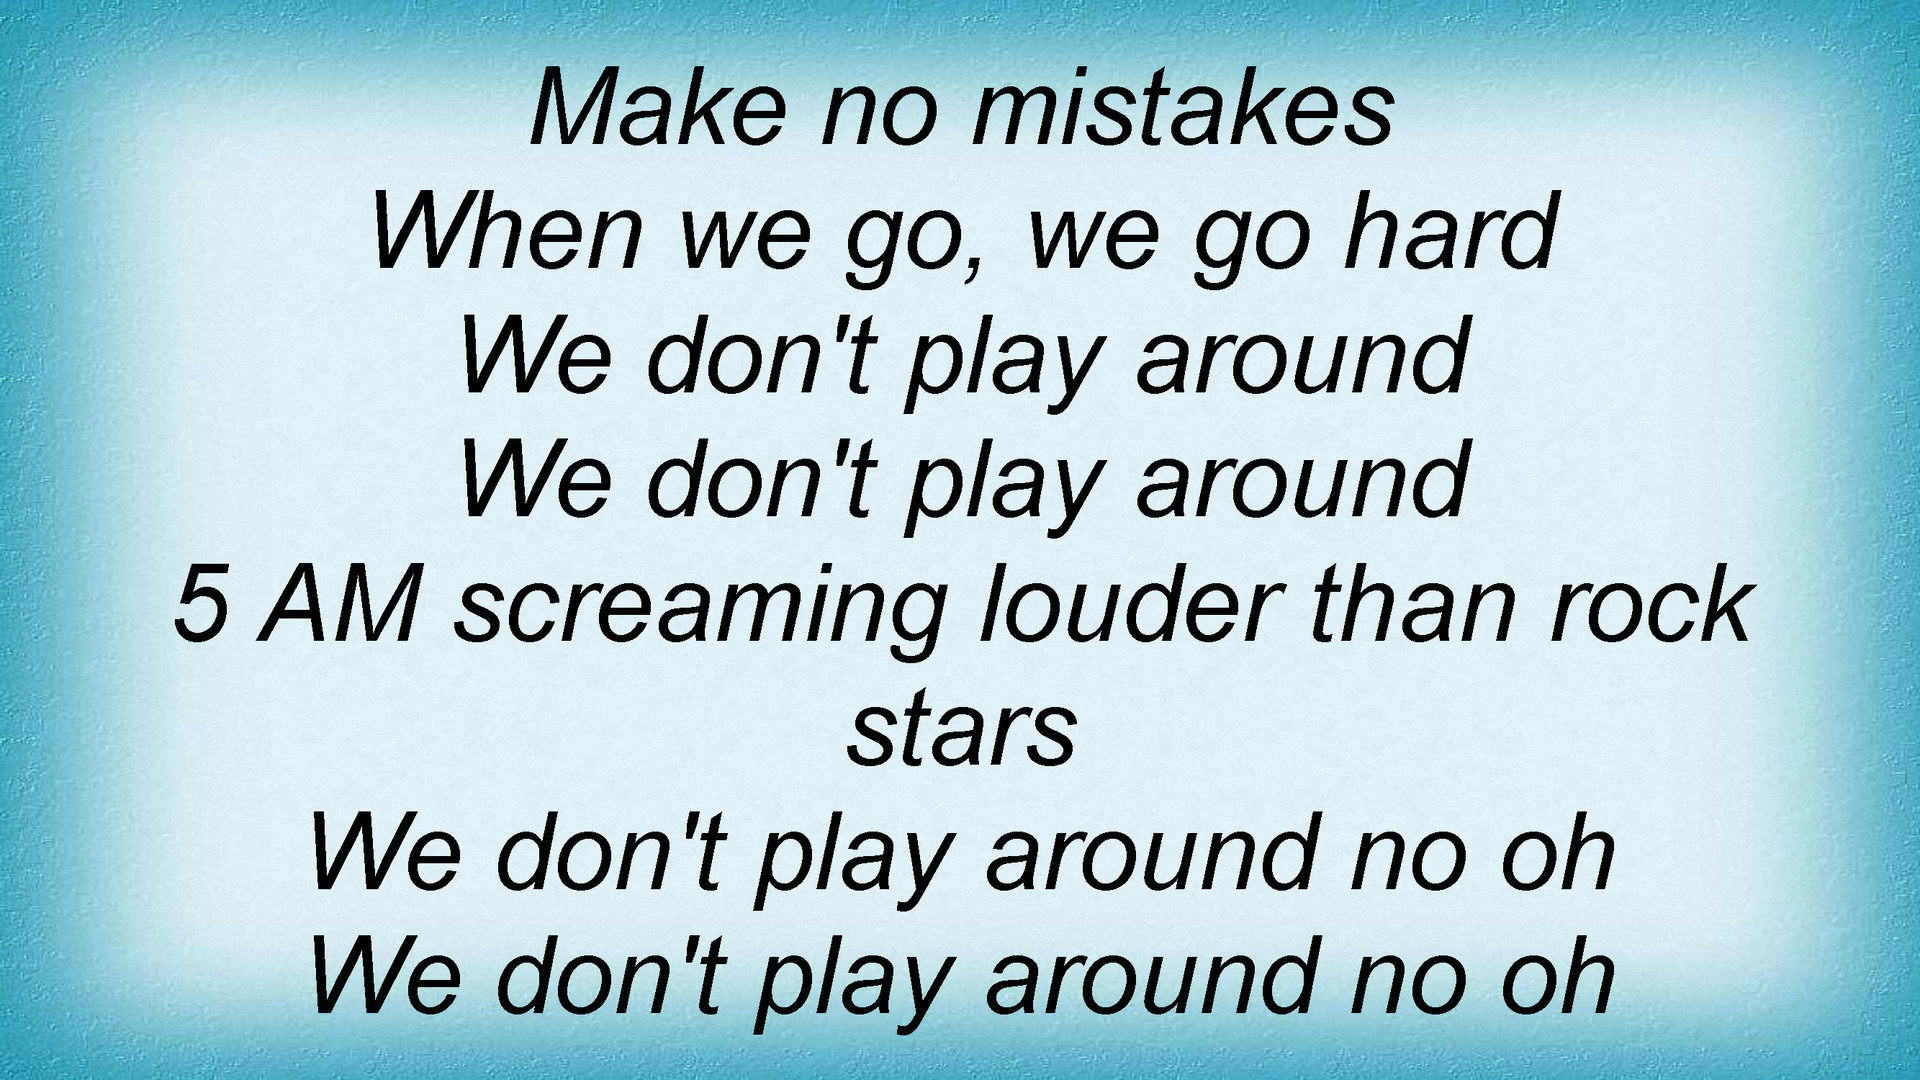 Make no mistakes
When we go, we go hard
We don't play around
We don't play around
5 AM screaming louder than rock
stars
We don't play around no oh
We don't play around no oh